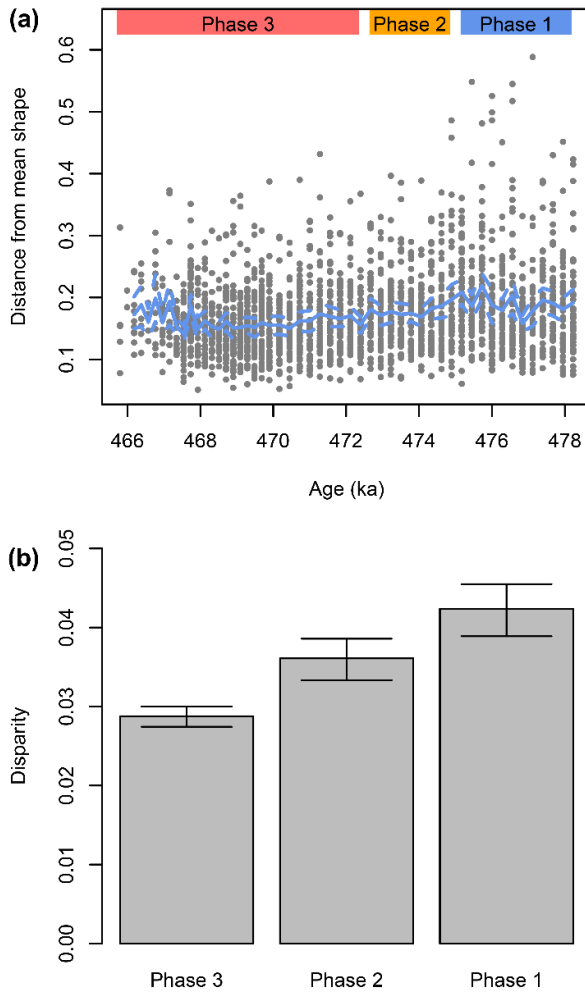 (a)
Phase 3 Phase 2 Phase 1
Distance from mean shape
0.6
0.5
0.4
0.3
0.2
0.1
466 468 470 472 474 476 478
Age (ka)
(b)
Disparity
0.05
0.04
0.03
0.02
0.01
0.00
Phase 3 Phase 2 Phase 1